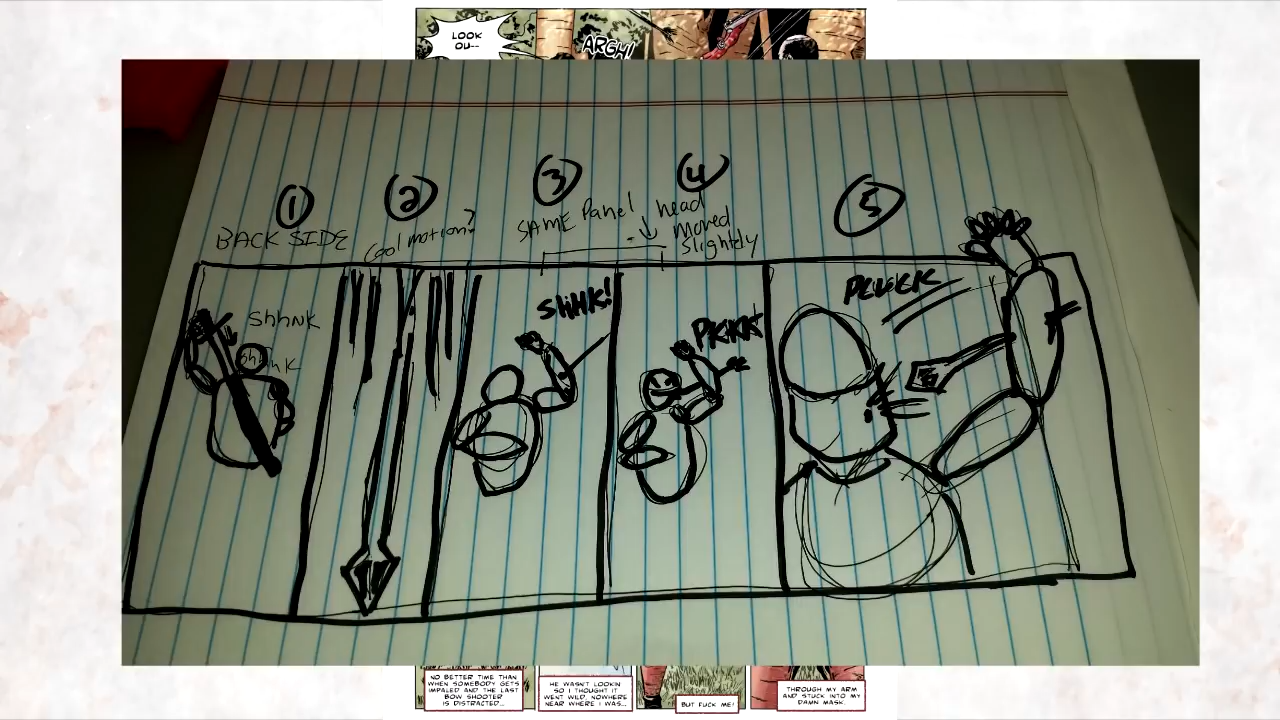 LOOK
OU--
ARGH!
1
2
3
4
5
BACK SIDE
cool motion?
SAME Panel
head
moved
slightly
shhNK
shhnk
SHHK!
PKKK
PLUCK
NO BETTER TIME THAN
WHEN SOMEBODY GETS
IMPALED AND THE LAST
BOW SHOOTER
IS DISTRACTED...
HE WASN'T LOOKIN
SO I THOUGHT IT
WENT WILD. NOWHERE
NEAR WHERE I WAS...
BUT FUCK ME!
THROUGH MY ARM
AND STUCK INTO MY
DAMN MASK.